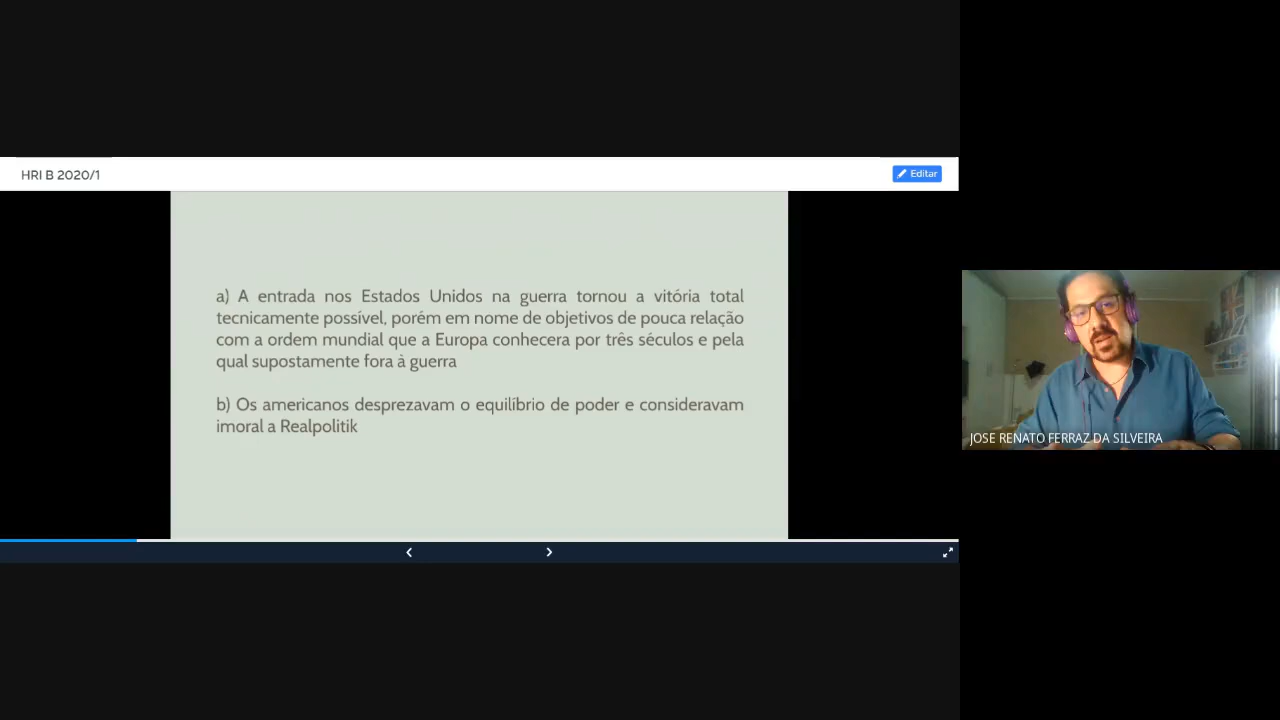 HRI B 2020/1
Editar
a) A entrada nos Estados Unidos na guerra tornou a vitória total
tecnicamente possível, porém em nome de objetivos de pouca relação
com a ordem mundial que a Europa conhecera por três séculos e pela
qual supostamente fora à guerra
b) Os americanos desprezavam o equilíbrio de poder e consideravam
imoral a Realpolitik
JOSE RENATO FERRAZ DA SILVEIRA